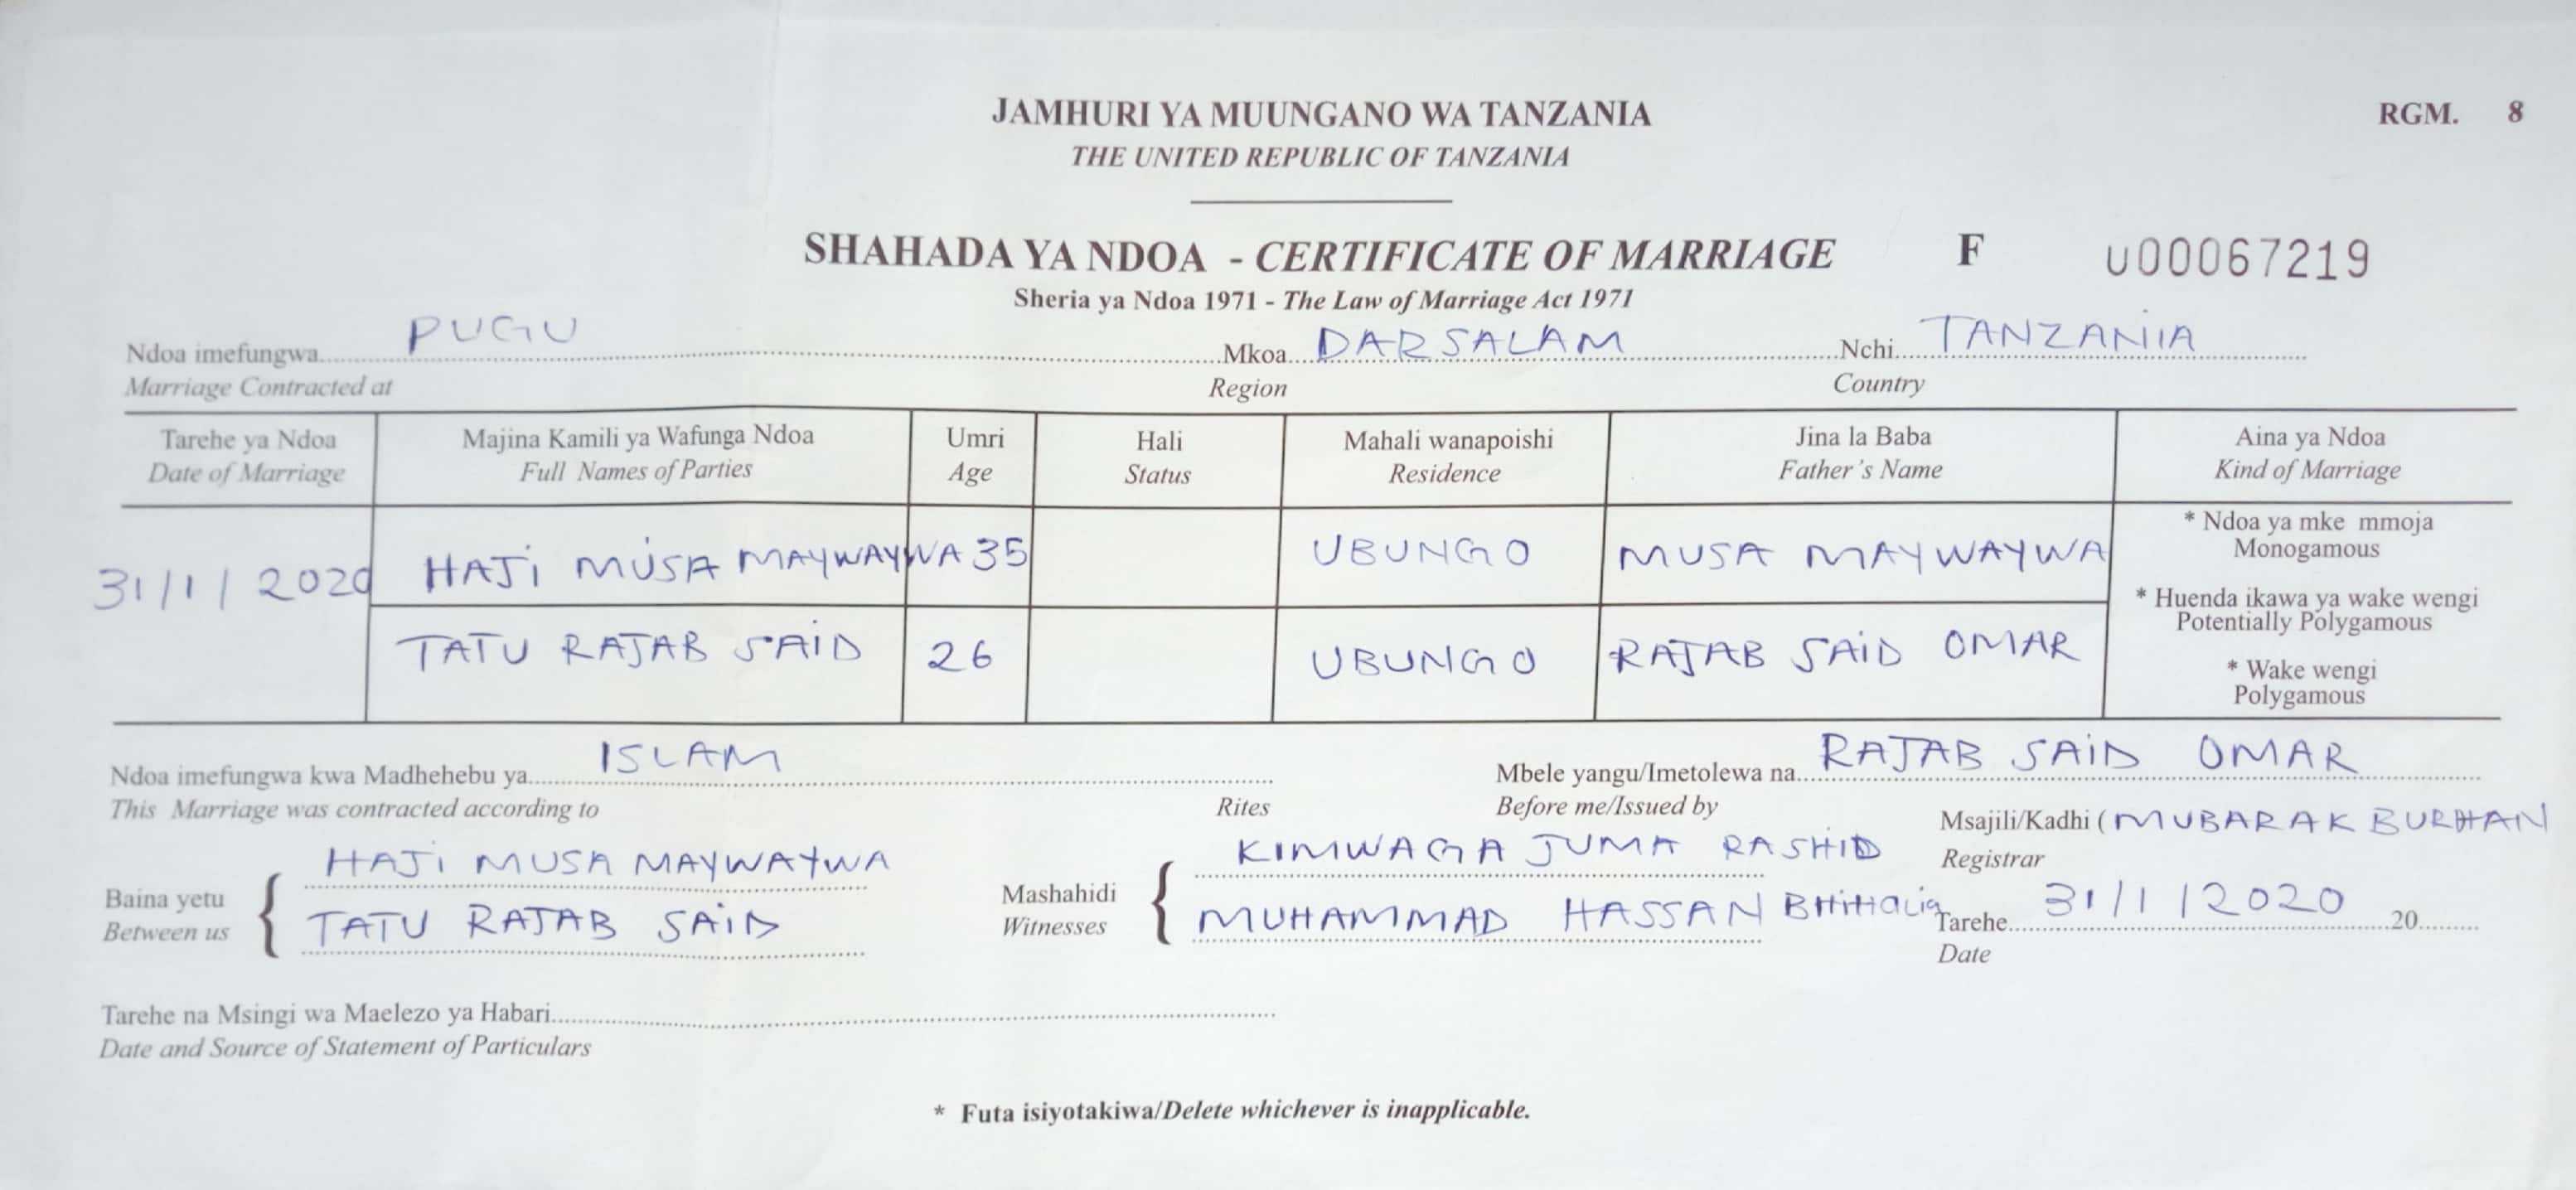 JAMHURI YA MUUNGANO WA TANZANIA
RGM. 8
THE UNITED REPUBLIC OF TANZANIA
SHAHADA YA NDOA - CERTIFICATE OF MARRIAGE F U00067219
Sheria ya Ndoa 1971 - The Law of Marriage Act 1971
Ndoa imefungwa PUGU Mkoa DARSALAM Nchi TANZANIA
Marriage Contracted at Region Country
Tarehe ya Ndoa Majina Kamili ya Wafunga Ndoa Umri Hali Mahali wanapoishi Jina la Baba Aina ya Ndoa
Date of Marriage Full Names of Parties Age Status Residence Father's Name Kind of Marriage
31/1/2020 HAJI MUSA MAYWAYWA 35 UBUNGO MUSA MAYWAYWA
* Ndoa ya mke mmoja
Monogamous
* Huenda ikawa ya wake wengi
Potentially Polygamous
TATU RAJAB SAID 26 UBUNGO RAJAB SAID OMAR
* Wake wengi
Polygamous
Ndoa imefungwa kwa Madhehebu ya ISLAM Mbele yangu/Imetolewa na RAJAB SAID OMAR
This Marriage was contracted according to Rites Before me/Issued by
Msajili/Kadhi ( MUBARAK BURHAN
Registrar
Baina yetu HAJI MUSA MAYWAYWA
Between us TATU RAJAB SAID
Mashahidi KIMWAGA JUMA RASHID
Witnesses MUHAMMAD HASSAN
Tarehe 31/1/2020 20
Date
Tarehe na Msingi wa Maelezo ya Habari
Date and Source of Statement of Particulars
* Futa isiyotakiwa/Delete whichever is inapplicable.